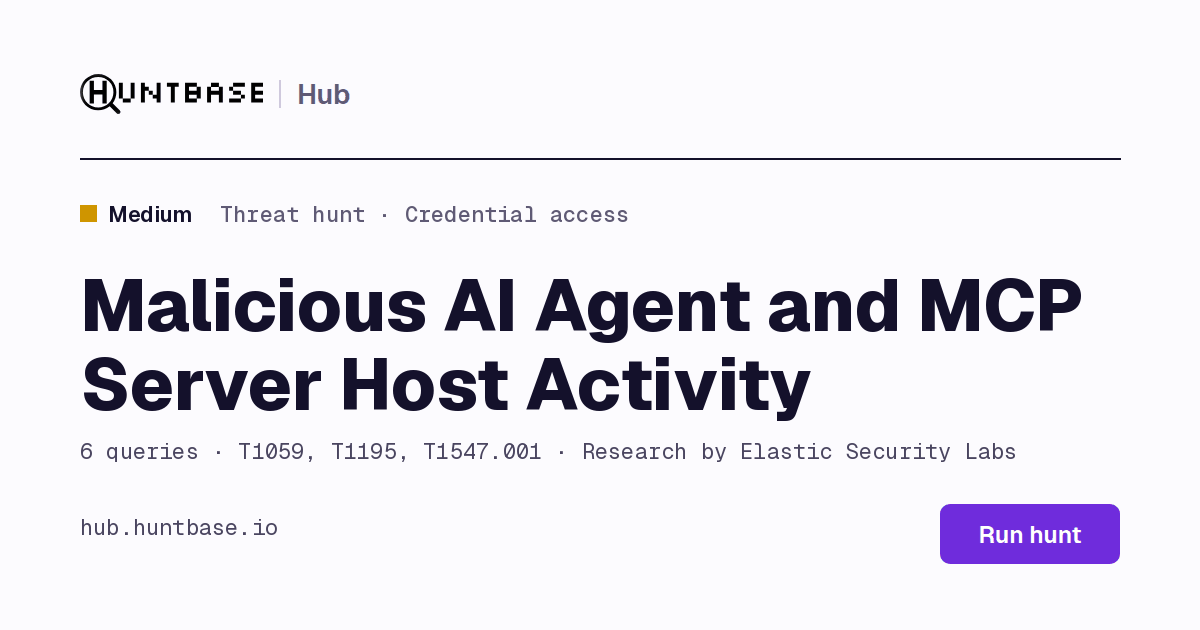 HUNTBASE Hub
Medium Threat hunt · Credential access
Malicious AI Agent and MCP
Server Host Activity
6 queries · T1059, T1195, T1547.001 · Research by Elastic Security Labs
hub.huntbase.io
Run hunt